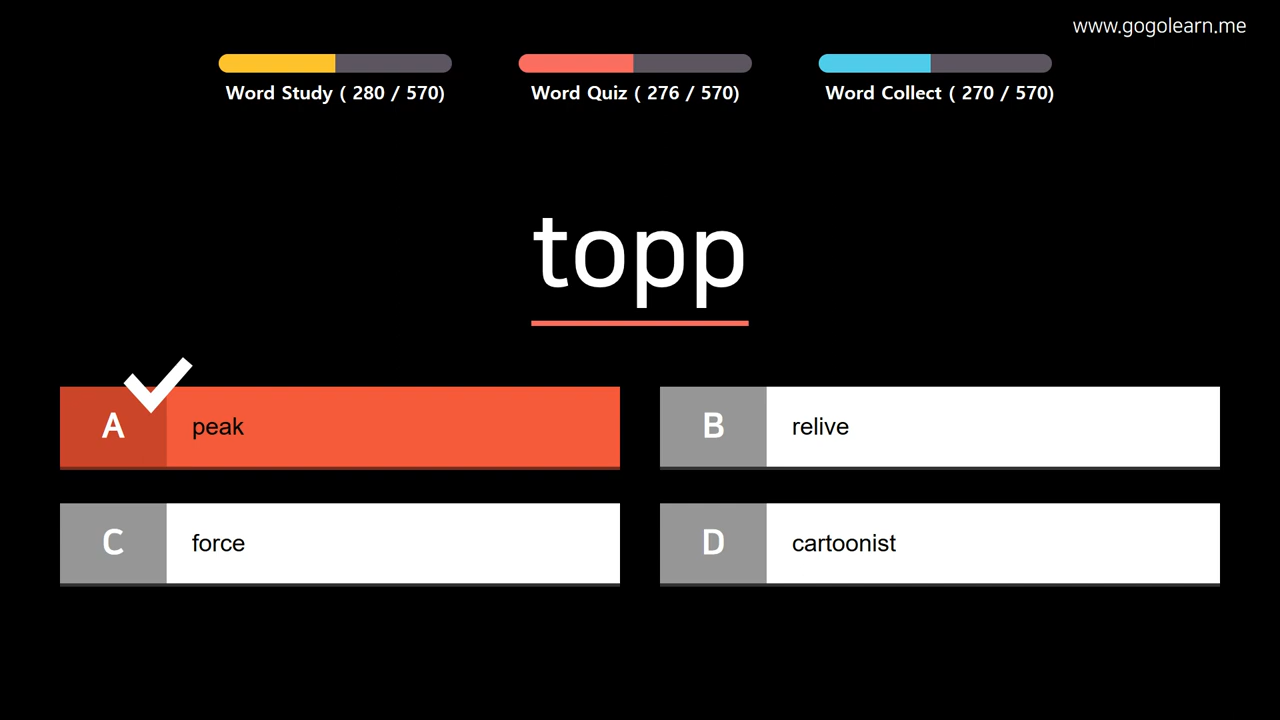 www.gogolearn.me
Word Study ( 280 / 570)
Word Quiz ( 276 / 570)
Word Collect ( 270 / 570)
topp
A peak
B relive
C force
D cartoonist